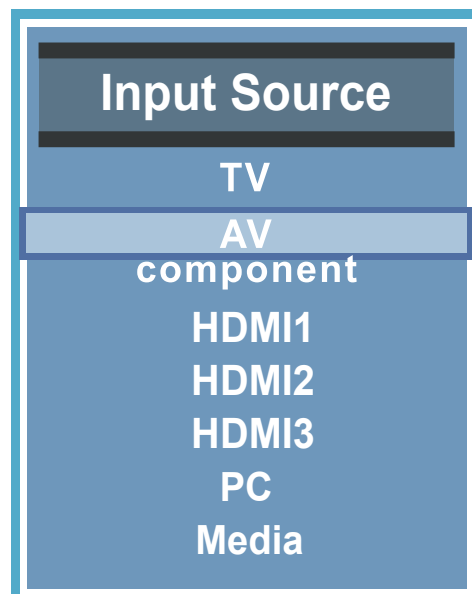 Input Source
TV
AV
component
HDMI1
HDMI2
HDMI3
PC
Media